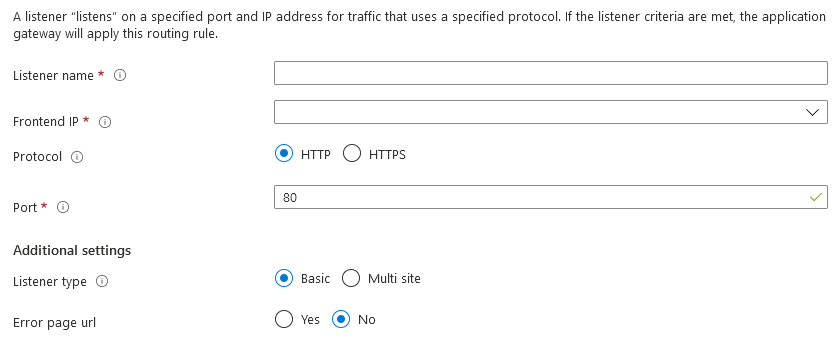 A listener “listens” on a specified port and IP address for traffic that uses a specified protocol. If the listener criteria are met, the application
gateway will apply this routing rule.
Listener name *
Frontend IP *
Protocol HTTP HTTPS
Port * 80
Additional settings
Listener type Basic Multi site
Error page url Yes No